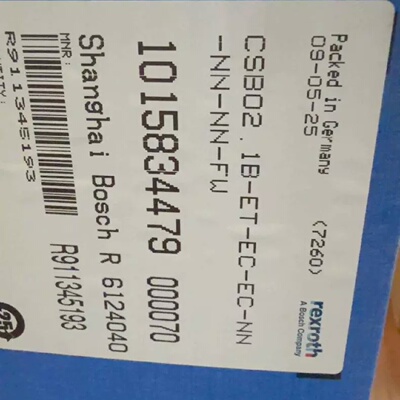 Packed in Germany (7260)
rexroth
A Bosch Company
09-05-25
CSB02.1B-ET-EC-EC-NN
-NN-NN-FW
1015834479 000070
Shanghai Bosch R 6124040
MNR:
R911345193
R911345193
25